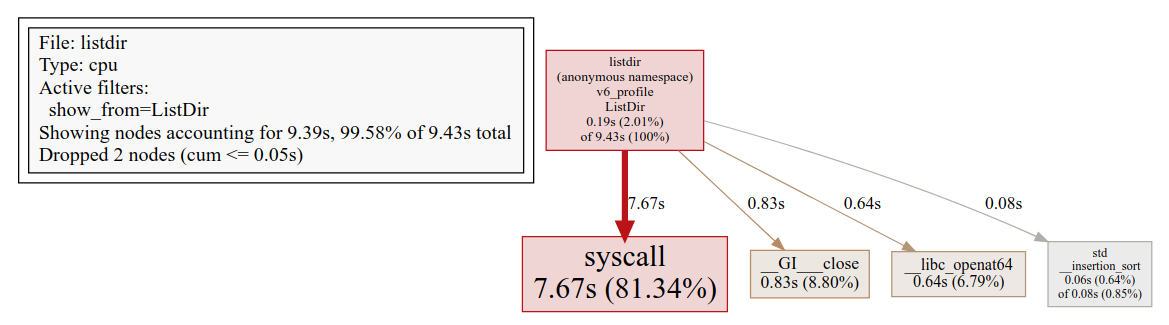 File: listdir
Type: cpu
Active filters:
show_from=ListDir
Showing nodes accounting for 9.39s, 99.58% of 9.43s total
Dropped 2 nodes (cum <= 0.05s)
listdir
(anonymous namespace)
v6_profile
ListDir
0.19s (2.01%)
of 9.43s (100%)
7.67s
0.83s
0.64s
0.08s
syscall
7.67s (81.34%)
__GI___close
0.83s (8.80%)
__libc_openat64
0.64s (6.79%)
std
__insertion_sort
0.06s (0.64%)
of 0.08s (0.85%)